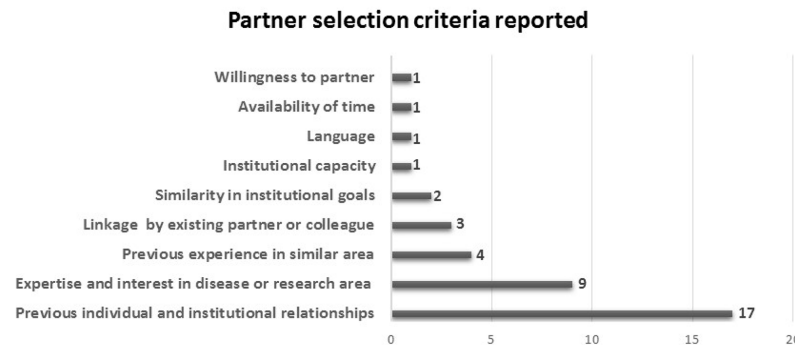 Partner selection criteria reported
Willingness to partner 1
Availability of time 1
Language 1
Institutional capacity 1
Similarity in institutional goals 2
Linkage by existing partner or colleague 3
Previous experience in similar area 4
Expertise and interest in disease or research area 9
Previous individual and institutional relationships 17
0 5 10 15